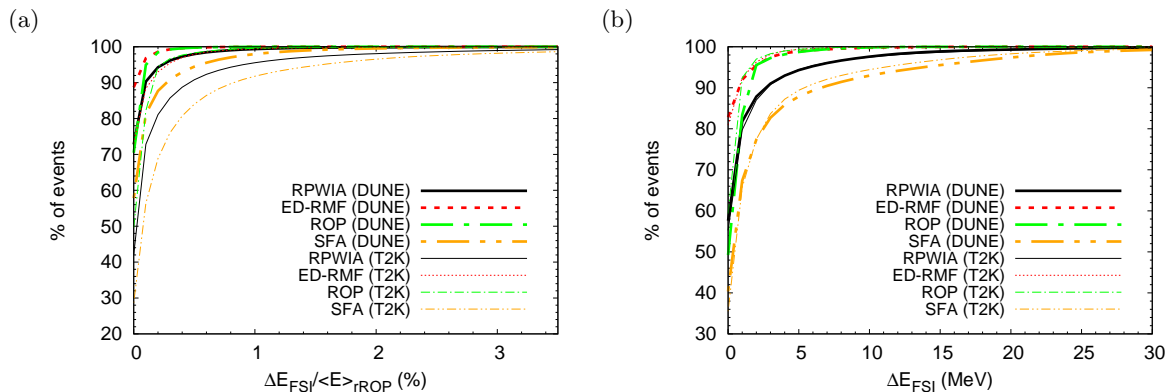 (a)
% of events
100
90
80
70
60
50
40
30
20
RPWIA (DUNE)
ED-RMF (DUNE)
ROP (DUNE)
SFA (DUNE)
RPWIA (T2K)
ED-RMF (T2K)
ROP (T2K)
SFA (T2K)
0 1 2 3
ΔE_FSI/<E>_rROP (%)
(b)
% of events
100
90
80
70
60
50
40
30
RPWIA (DUNE)
ED-RMF (DUNE)
ROP (DUNE)
SFA (DUNE)
RPWIA (T2K)
ED-RMF (T2K)
ROP (T2K)
SFA (T2K)
0 5 10 15 20 25 30
ΔE_FSI (MeV)